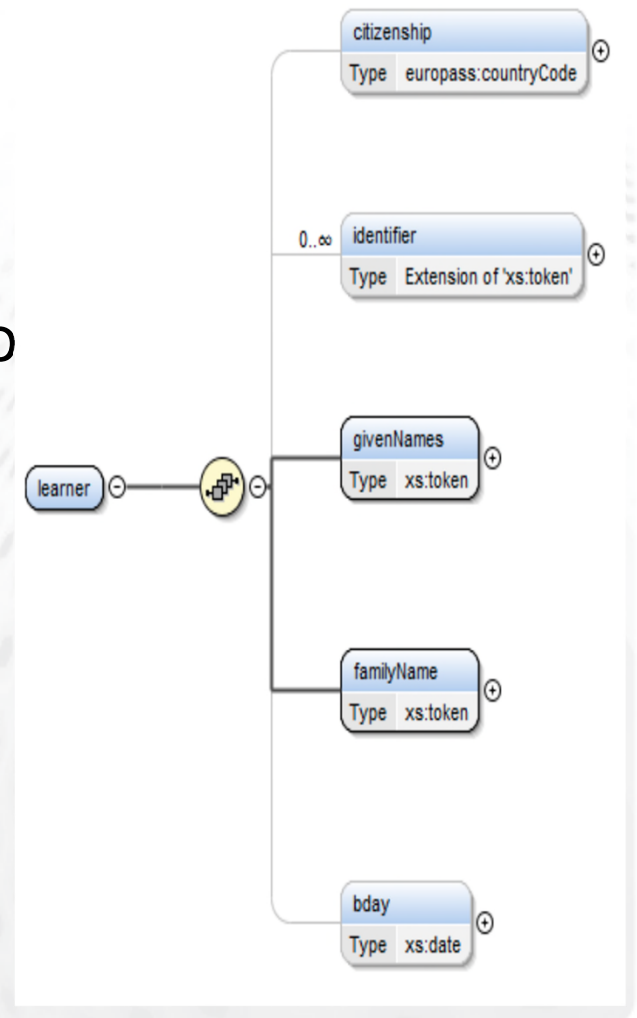 citizenship
Type europass:countryCode
0..∞
identifier
Type Extension of 'xs:token'
givenNames
Type xs:token
learner
familyName
Type xs:token
bday
Type xs:date